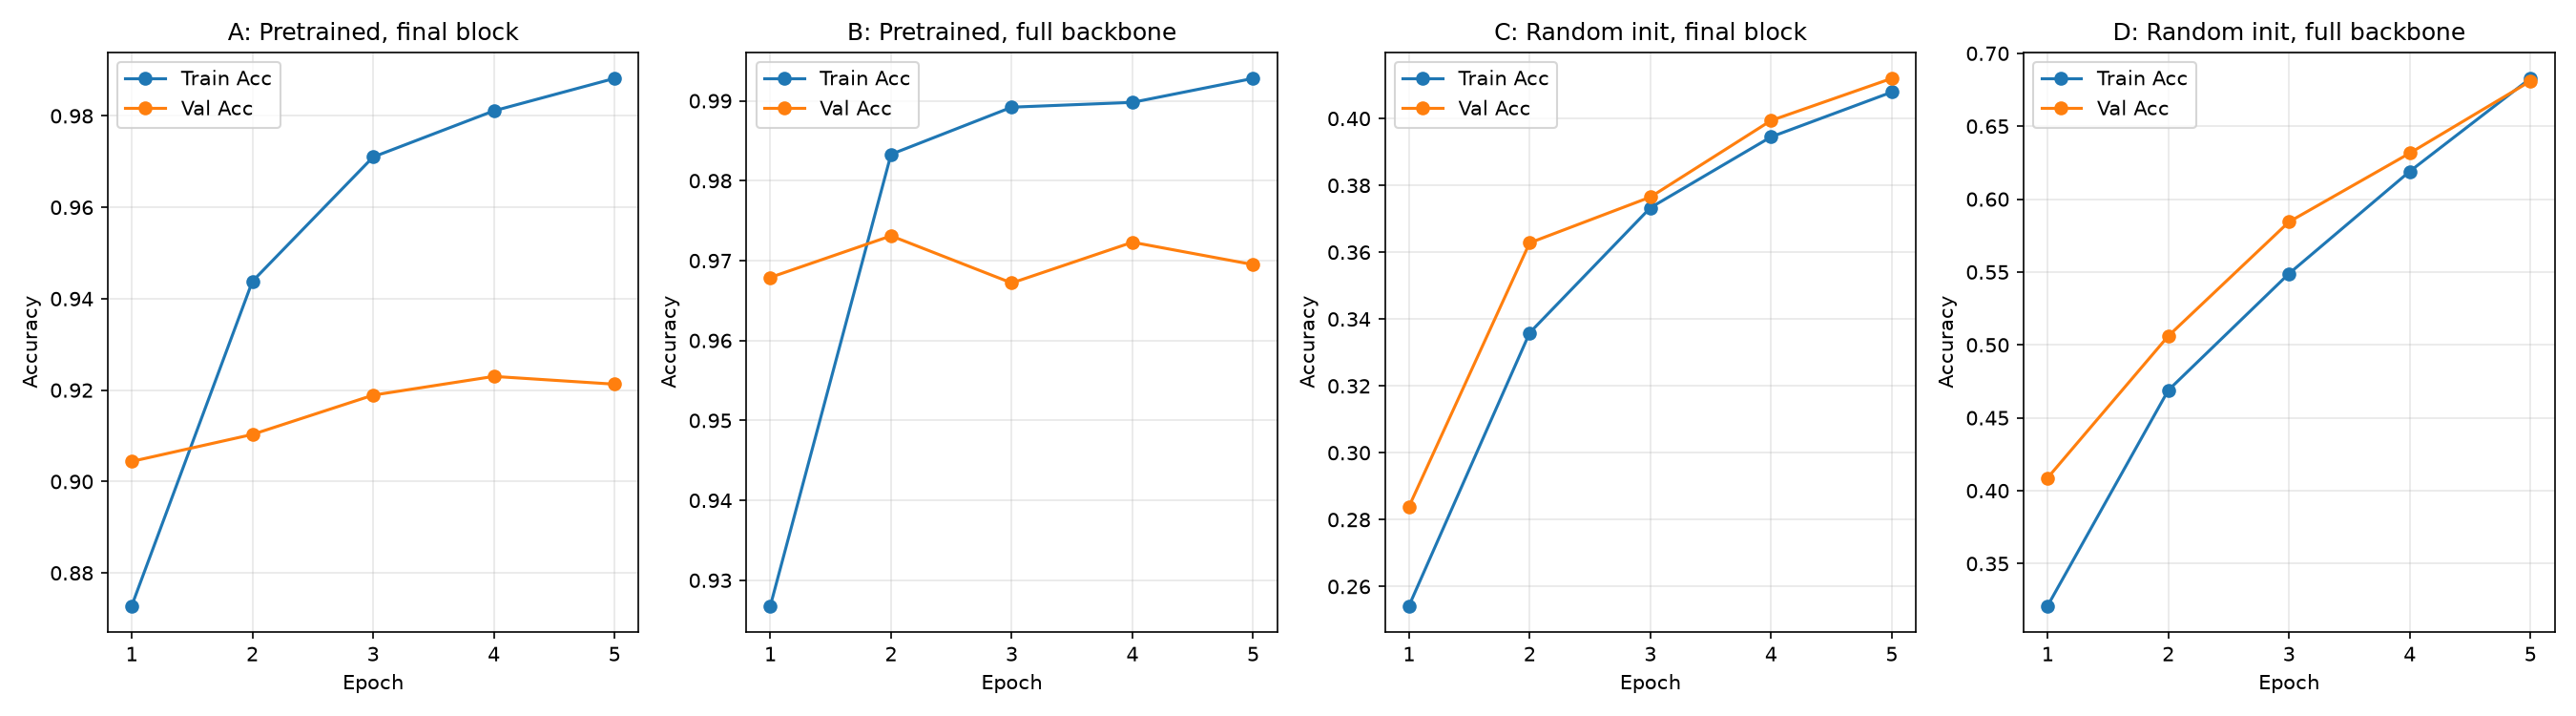 A: Pretrained, final block
Train Acc
Val Acc
0.98
0.96
0.94
0.92
0.90
0.88
Accuracy
1 2 3 4 5
Epoch
B: Pretrained, full backbone
Train Acc
Val Acc
0.99
0.98
0.97
0.96
0.95
0.94
0.93
Accuracy
1 2 3 4 5
Epoch
C: Random init, final block
Train Acc
Val Acc
0.40
0.38
0.36
0.34
0.32
0.30
0.28
0.26
Accuracy
1 2 3 4 5
Epoch
D: Random init, full backbone
Train Acc
Val Acc
0.70
0.65
0.60
0.55
0.50
0.45
0.40
0.35
Accuracy
1 2 3 4 5
Epoch